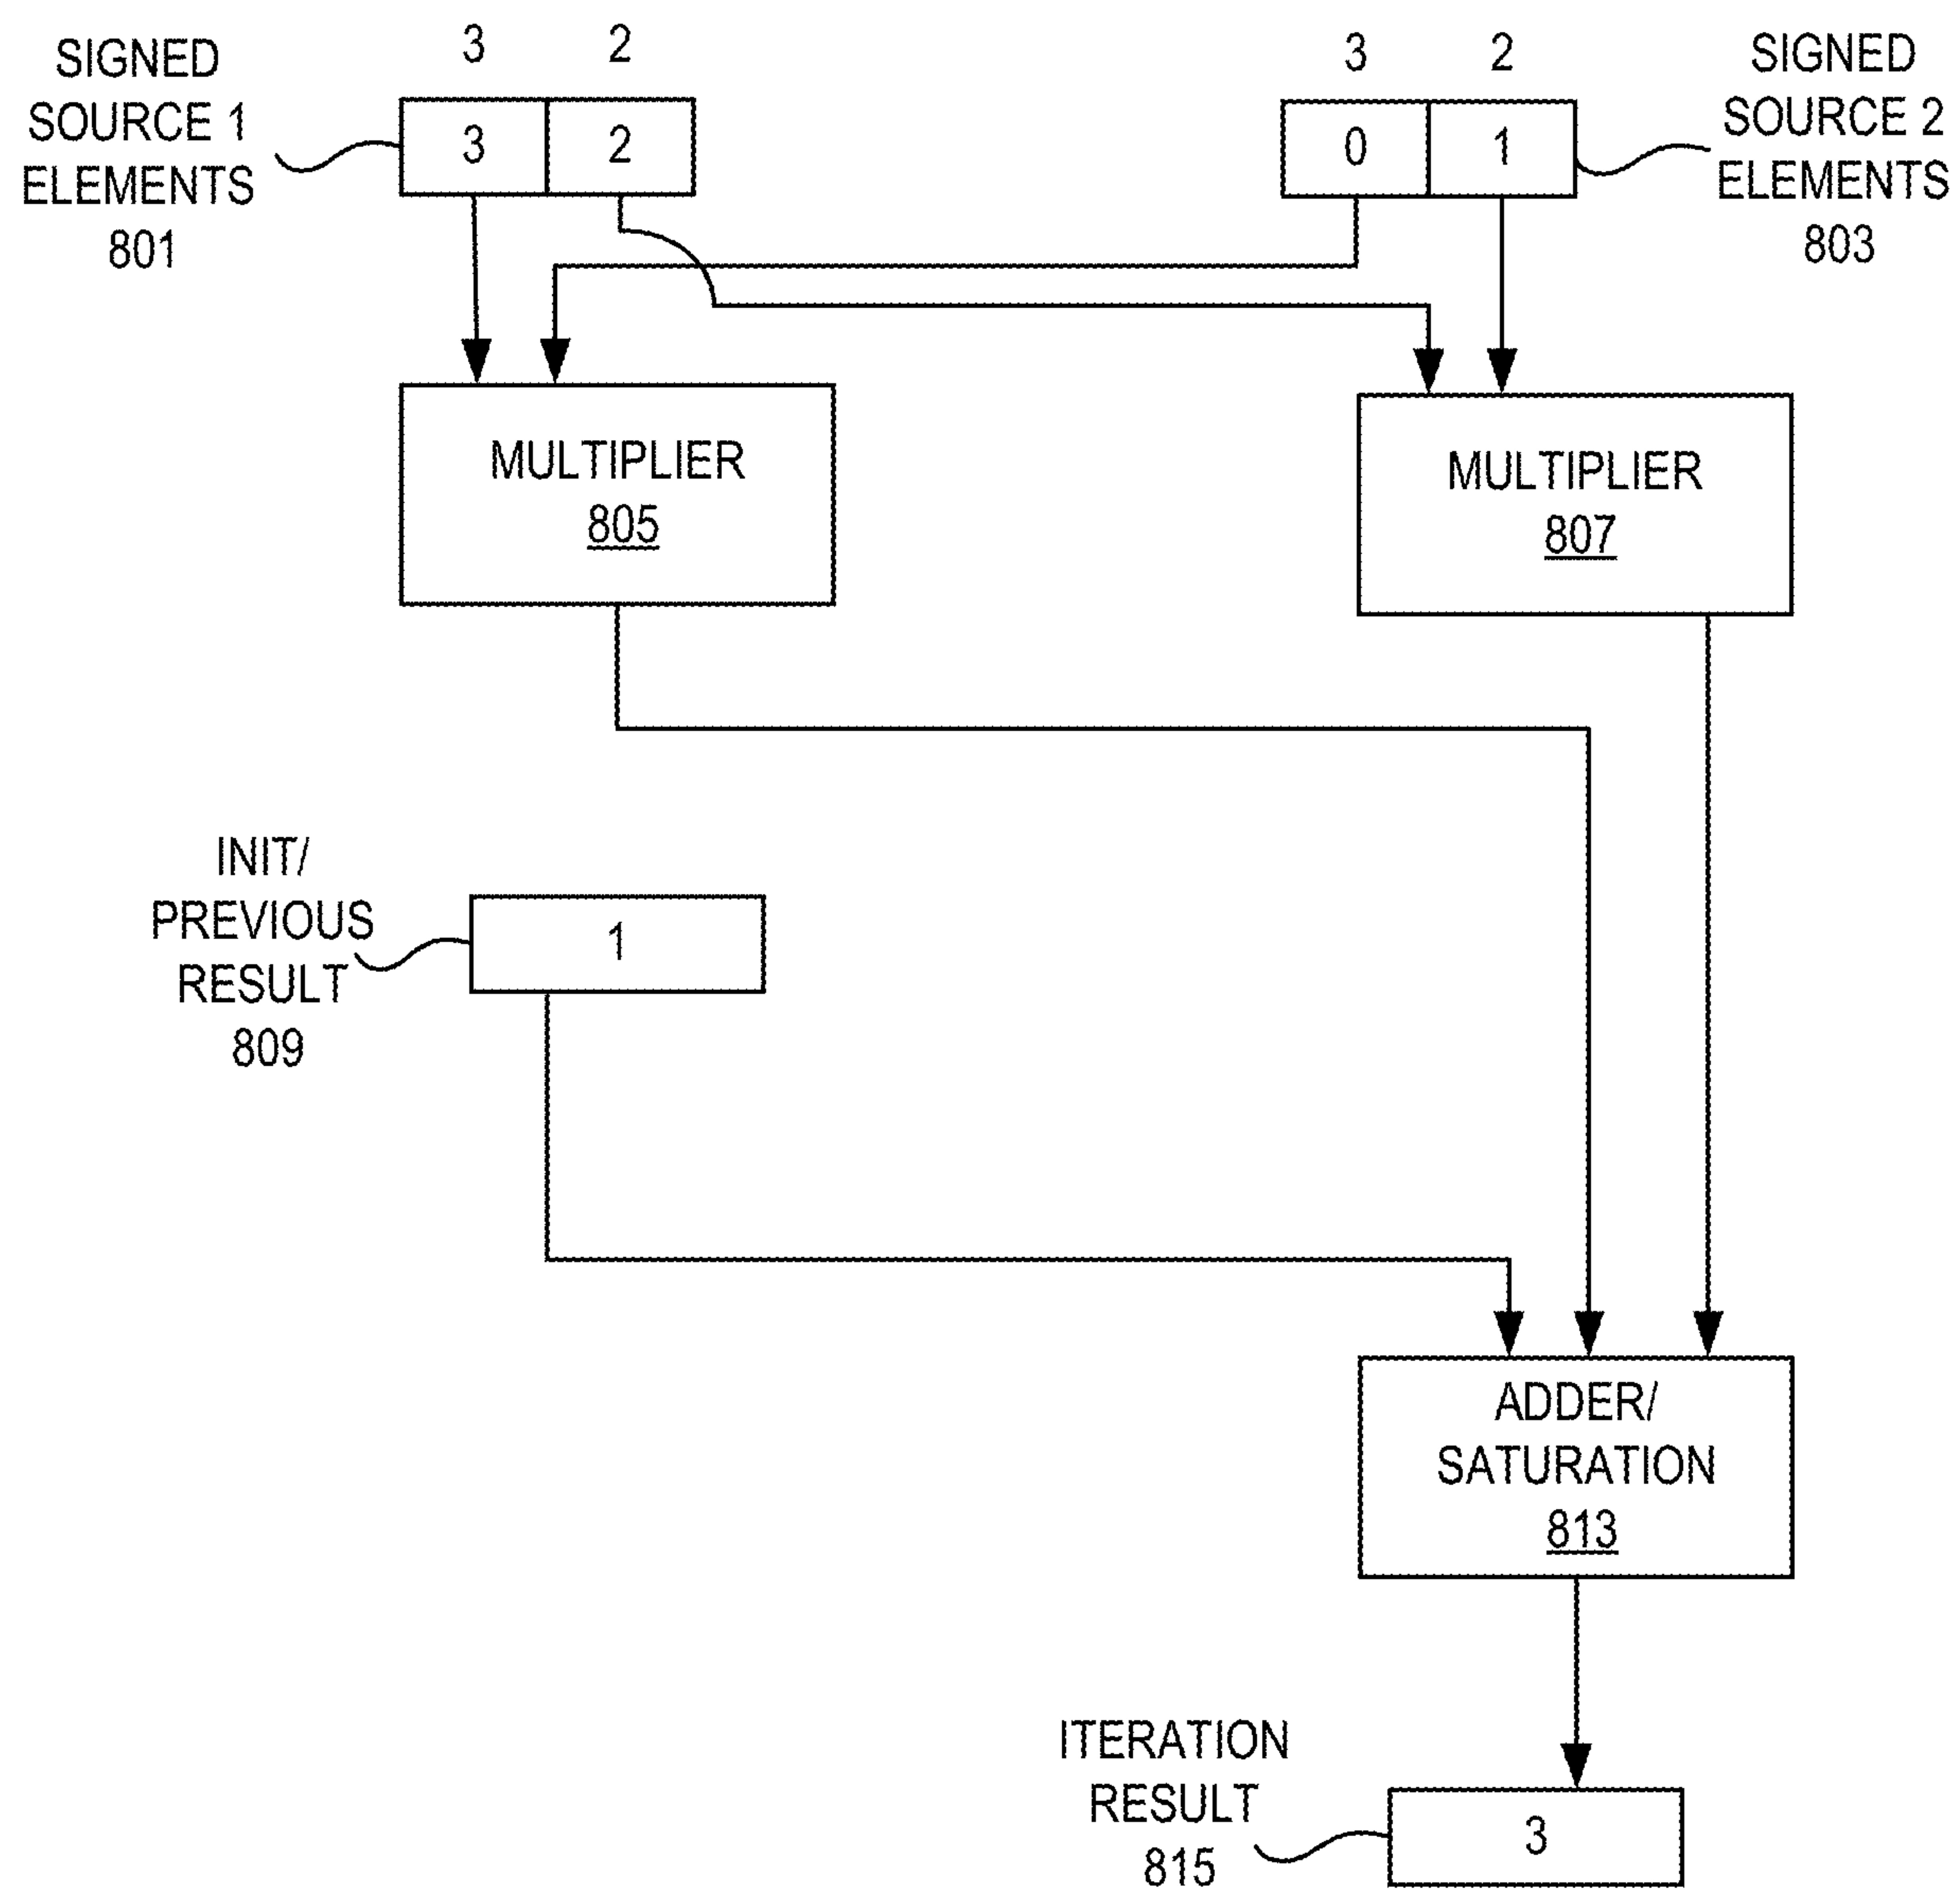 SIGNED
SOURCE 1
ELEMENTS
801
3 2
3 2
3 2
0 1
SIGNED
SOURCE 2
ELEMENTS
803
MULTIPLIER
805
MULTIPLIER
807
INIT/
PREVIOUS
RESULT
809
1
ADDER/
SATURATION
813
ITERATION
RESULT
815
3